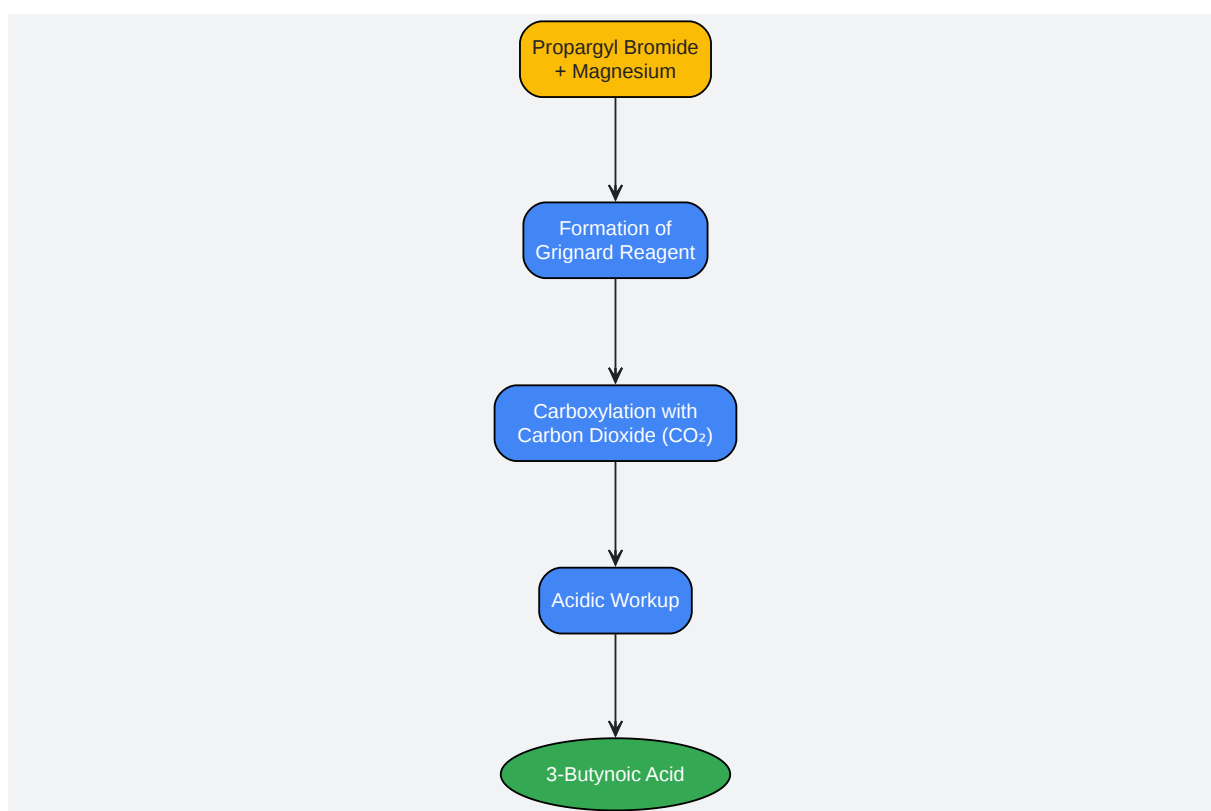 Propargyl Bromide
+ Magnesium
Formation of
Grignard Reagent
Carboxylation with
Carbon Dioxide (CO₂)
Acidic Workup
3-Butynoic Acid